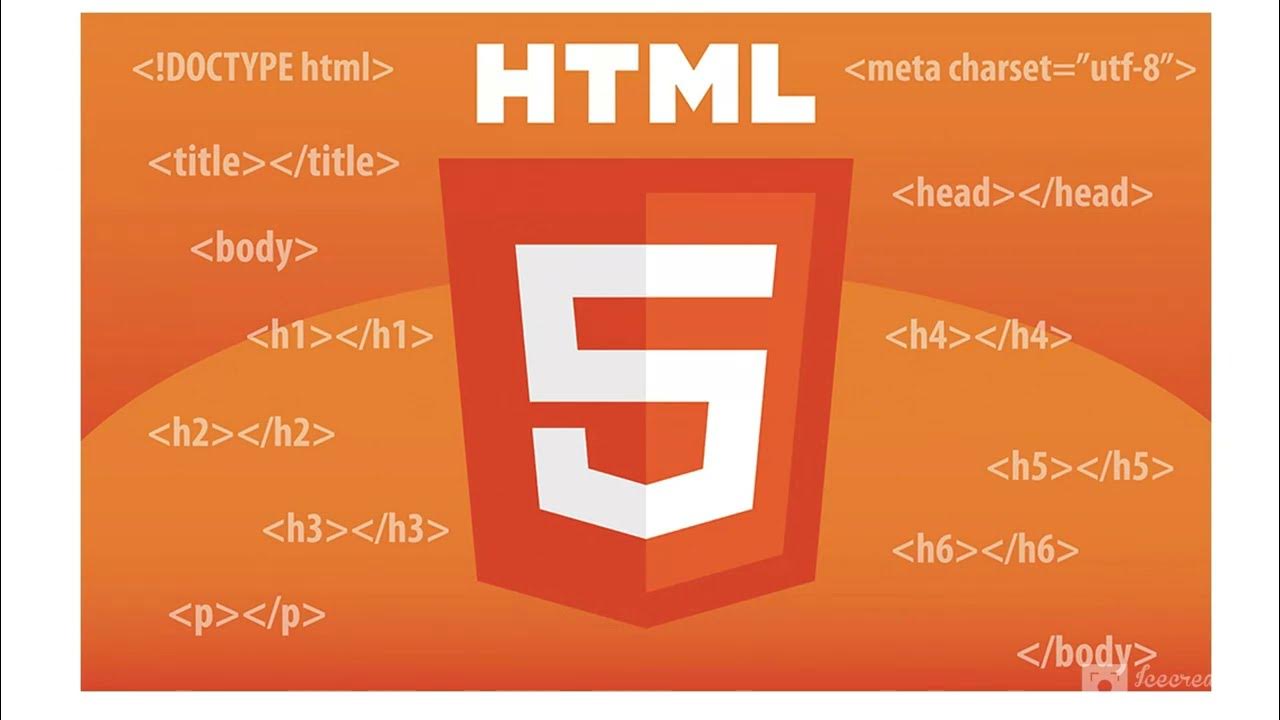 HTML
<!DOCTYPE html>
<meta charset=”utf-8”>
<title></title>
<head></head>
<body>
<h1></h1>
<h4></h4>
<h2></h2>
<h5></h5>
<h3></h3>
<h6></h6>
<p></p>
</body>
5